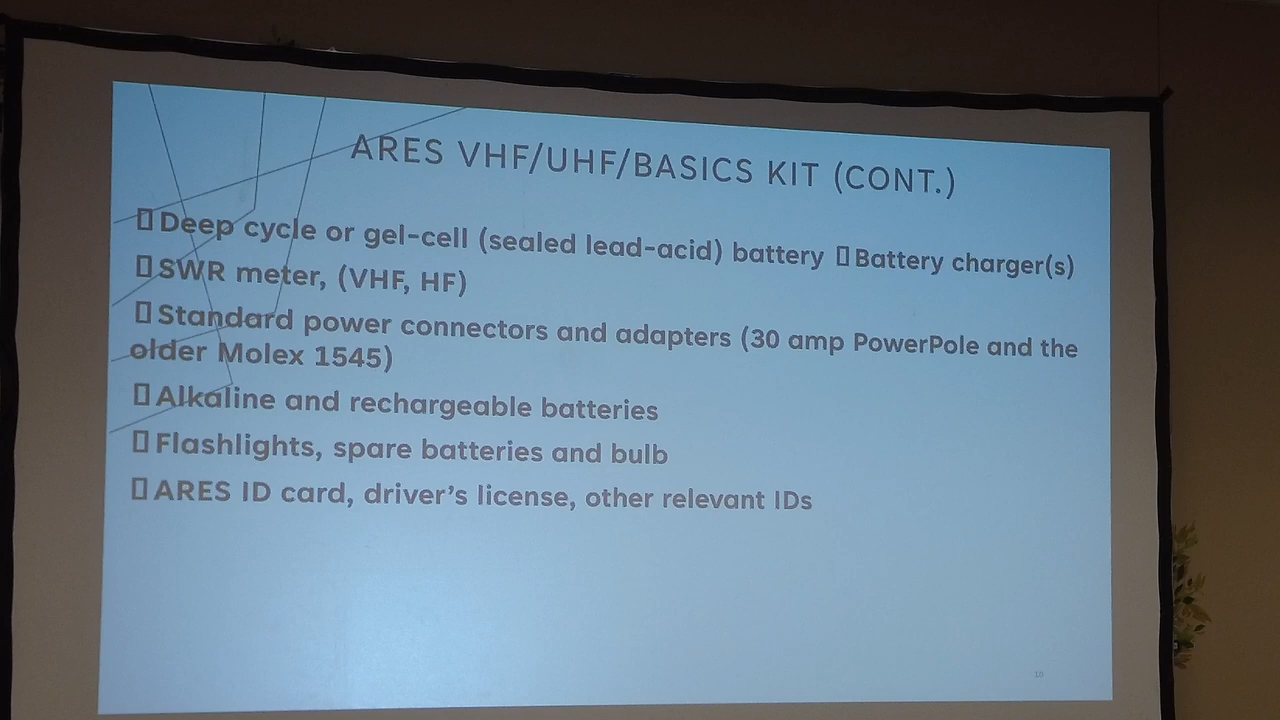 ARES VHF/UHF/BASICS KIT (CONT.)
▯Deep cycle or gel-cell (sealed lead-acid) battery ▯Battery charger(s)
▯SWR meter, (VHF, HF)
▯Standard power connectors and adapters (30 amp PowerPole and the
older Molex 1545)
▯Alkaline and rechargeable batteries
▯Flashlights, spare batteries and bulb
▯ARES ID card, driver’s license, other relevant IDs
10